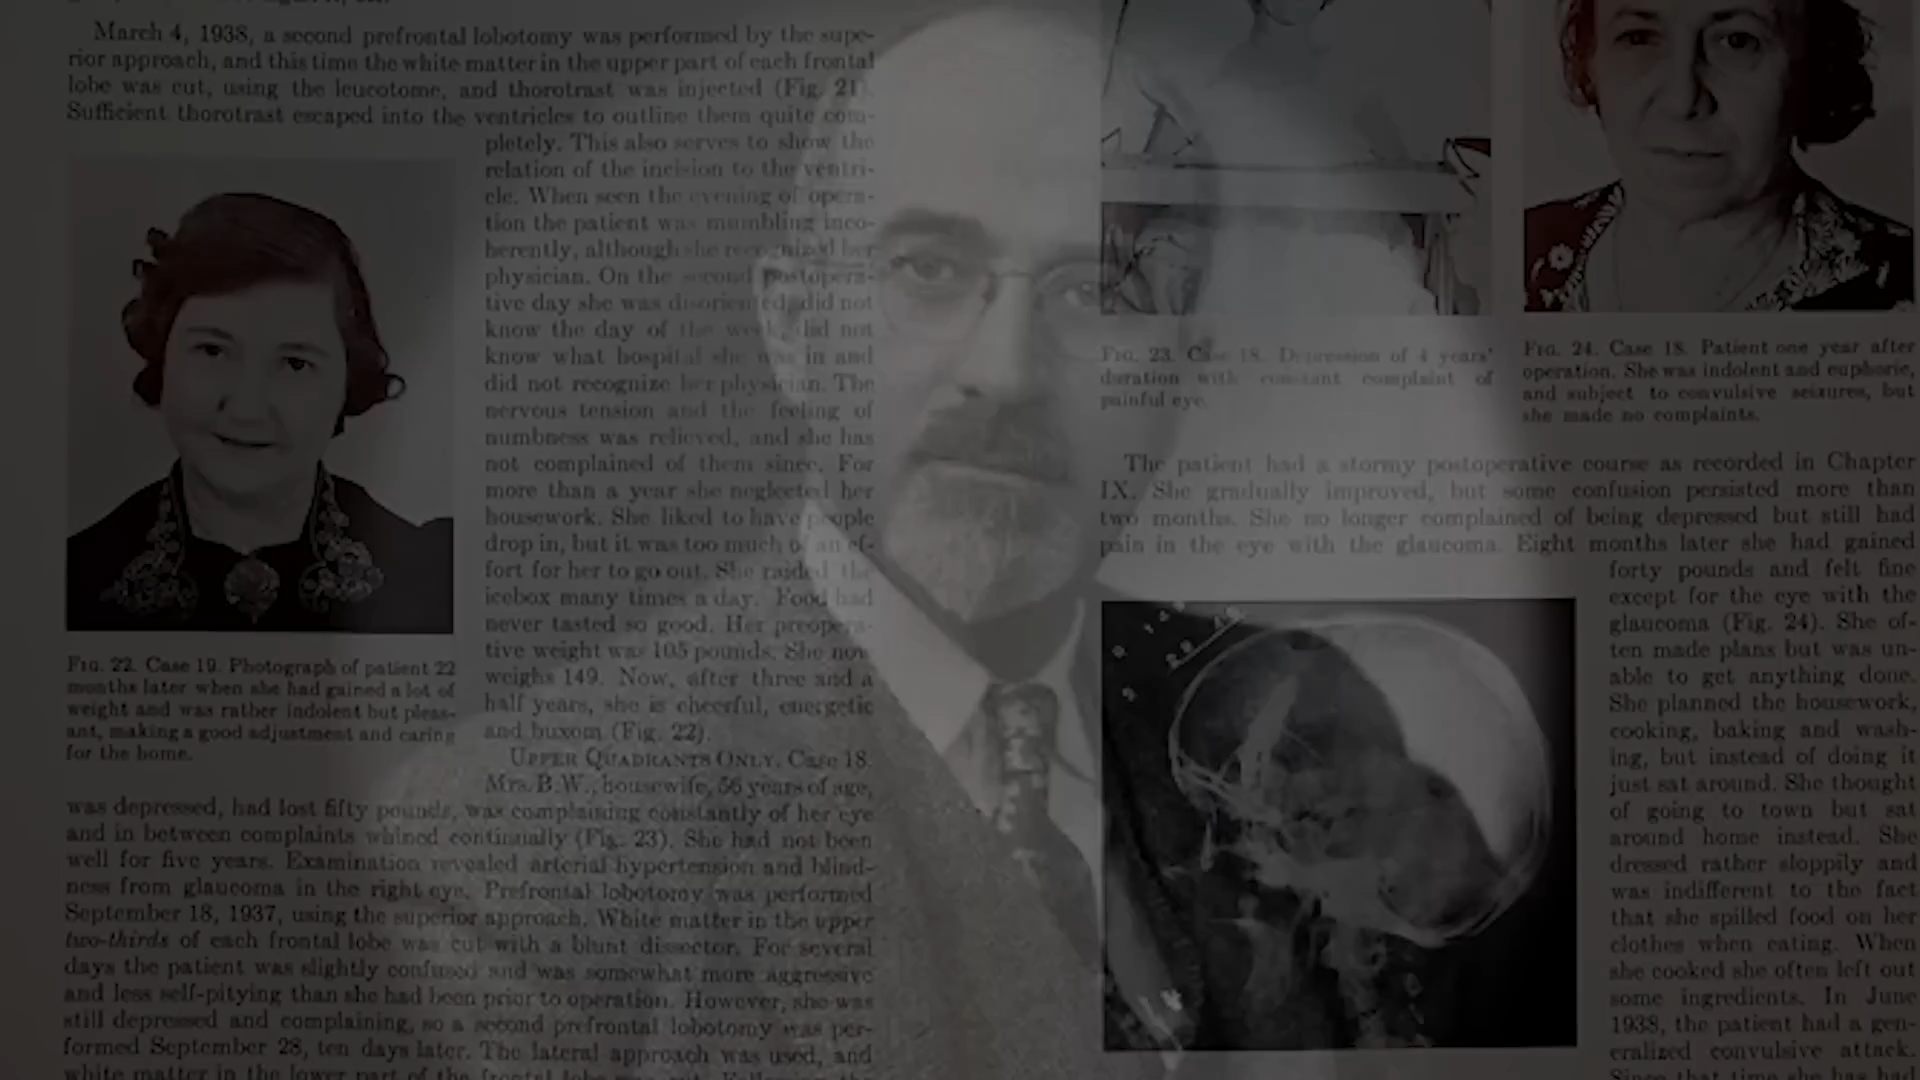 March 4, 1938, a second prefrontal lobotomy was performed by the supe-
rior approach, and this time the white matter in the upper part of each frontal
lobe was cut, using the leucotome, and thorotrast was injected (Fig. 21).
Sufficient thorotrast escaped into the ventricles to outline them quite com-
pletely. This also serves to show the
relation of the incision to the ventri-
cle. When seen the evening of opera-
tion the patient was mumbling inco-
herently, although she recognized her
physician. On the second postopera-
tive day she was disoriented, did not
know the day of the week, did not
know what hospital she was in and
did not recognize her physician. The
nervous tension and the feeling of
numbness was relieved, and she has
not complained of them since. For
more than a year she neglected her
housework. She liked to have people
drop in, but it was too much of an ef-
fort for her to go out. She raided the
icebox many times a day. Food had
never tasted so good. Her preopera-
tive weight was 105 pounds. She now
weighs 149. Now, after three and a
half years, she is cheerful, energetic
and buxom (Fig. 22).
FIG. 22. Case 19. Photograph of patient 22
months later when she had gained a lot of
weight and was rather indolent but pleas-
ant, making a good adjustment and caring
for the home.
UPPER QUADRANTS ONLY. Case 18.
Mrs. B. W., housewife, 56 years of age,
was depressed, had lost fifty pounds, was complaining constantly of her eye
and in between complaints whined continually (Fig. 23). She had not been
well for five years. Examination revealed arterial hypertension and blind-
ness from glaucoma in the right eye. Prefrontal lobotomy was performed
September 18, 1937, using the superior approach. White matter in the upper
two-thirds of each frontal lobe was cut with a blunt dissector. For several
days the patient was slightly confused and was somewhat more aggressive
and less self-pitying than she had been prior to operation. However, she was
still depressed and complaining, so a second prefrontal lobotomy was per-
formed September 28, ten days later. The lateral approach was used, and
white matter in the lower part of the frontal lobe was cut.
FIG. 23. Case 18. Depression of 4 years'
duration with constant complaint of
painful eye.
FIG. 24. Case 18. Patient one year after
operation. She was indolent and euphoric,
and subject to convulsive seizures, but
she made no complaints.
The patient had a stormy postoperative course as recorded in Chapter
IX. She gradually improved, but some confusion persisted more than
two months. She no longer complained of being depressed but still had
pain in the eye with the glaucoma. Eight months later she had gained
forty pounds and felt fine
except for the eye with the
glaucoma (Fig. 24). She of-
ten made plans but was un-
able to get anything done.
She planned the housework,
cooking, baking and wash-
ing, but instead of doing it
just sat around. She thought
of going to town but sat
around home instead. She
dressed rather sloppily and
was indifferent to the fact
that she spilled food on her
clothes when eating. When
she cooked she often left out
some ingredients. In June
1938, the patient had a gen-
eralized convulsive attack.
Since that time she has had